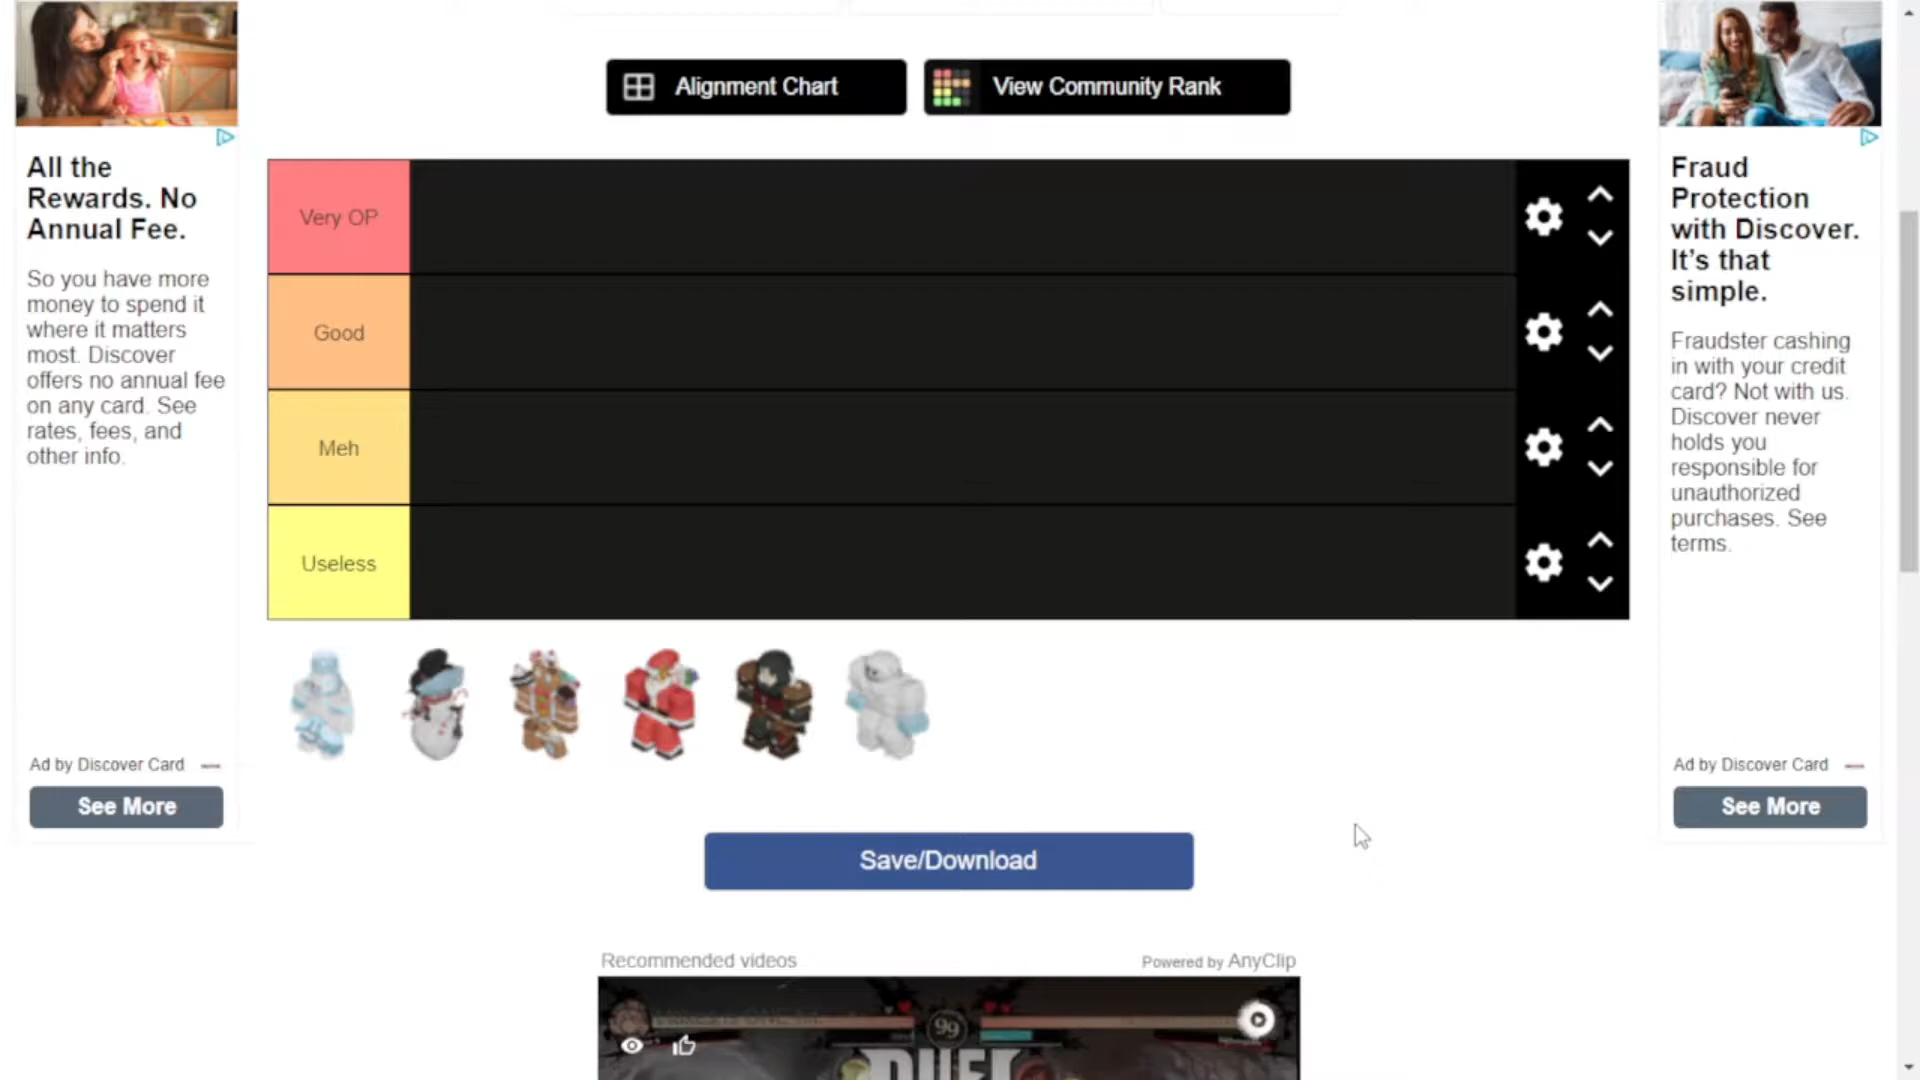 Alignment Chart
View Community Rank
All the
Rewards. No
Annual Fee.
So you have more
money to spend it
where it matters
most. Discover
offers no annual fee
on any card. See
rates, fees, and
other info.
Ad by Discover Card
See More
Very OP
Good
Meh
Useless
Fraud
Protection
with Discover.
It’s that
simple.
Fraudster cashing
in with your credit
card? Not with us.
Discover never
holds you
responsible for
unauthorized
purchases. See
terms.
Ad by Discover Card
See More
Save/Download
Recommended videos
Powered by AnyClip
99